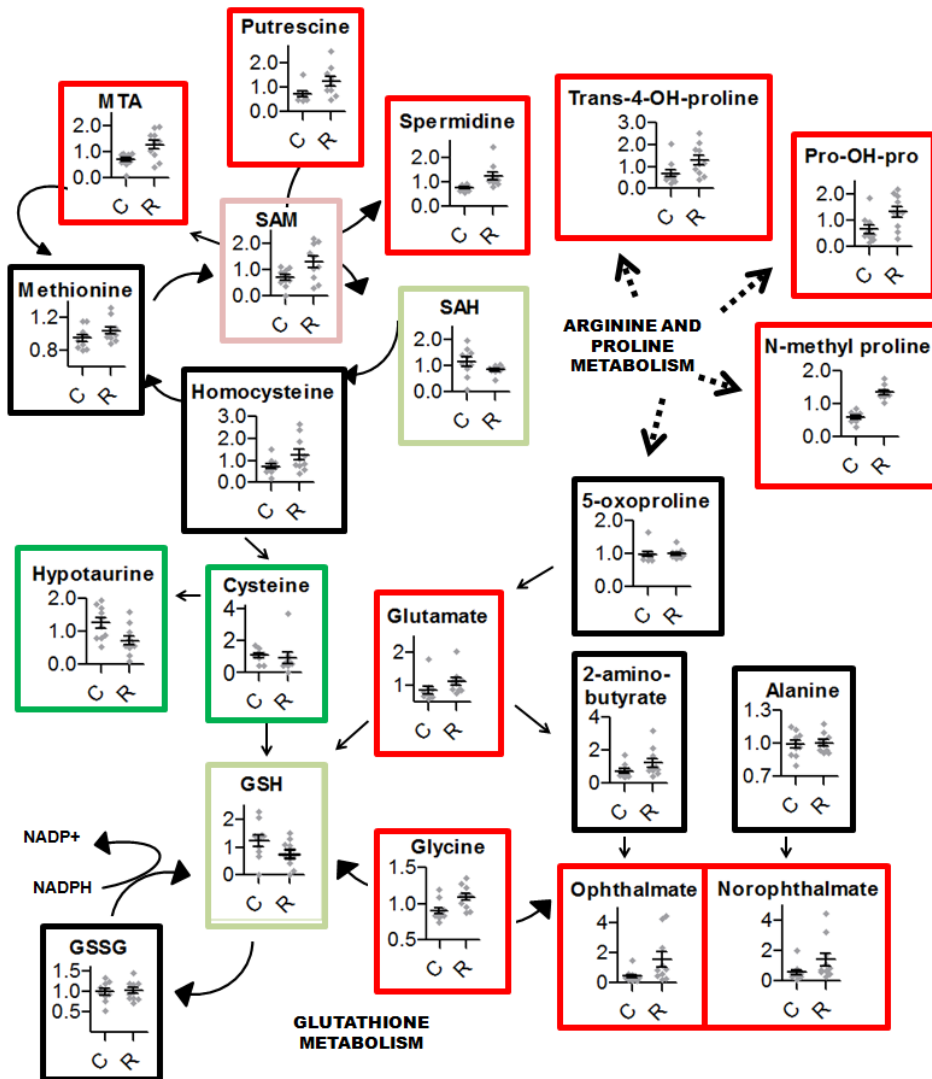 Putrescine
2.0
1.0
0.0
C R
MTA
2.0
1.0
0.0
C R
Spermidine
2.0
1.0
0.0
C R
Trans-4-OH-proline
3.0
2.0
1.0
0.0
C R
Pro-OH-pro
2.0
1.0
0.0
C R
SAM
2.0
1.0
0.0
C R
Methionine
1.2
0.8
C R
SAH
2.0
1.0
0.0
C R
ARGININE AND
PROLINE
METABOLISM
N-methyl proline
2.0
1.0
0.0
C R
Homocysteine
3.0
2.0
1.0
0.0
C R
5-oxoproline
2.0
1.0
0.0
C R
Hypotaurine
2.0
1.0
0.0
C R
Cysteine
4
2
0
C R
Glutamate
2
1
C R
2-amino-
butyrate
4
2
0
C R
Alanine
1.3
1.0
0.7
C R
GSH
2
1
0
C R
NADP+
NADPH
Glycine
1.5
1.0
0.5
C R
Ophthalmate
4
2
0
C R
Norophthalmate
4
2
0
C R
GSSG
1.5
1.0
0.5
C R
GLUTATHIONE
METABOLISM